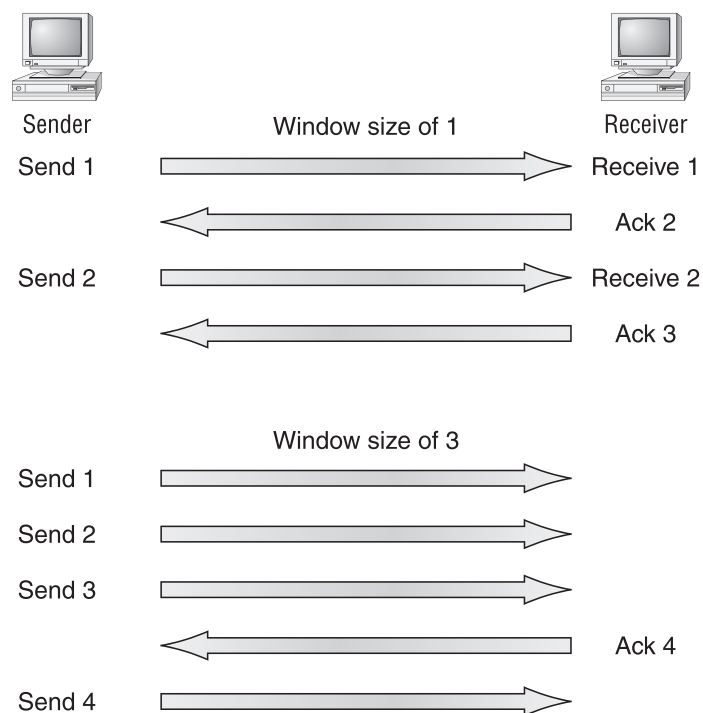 Sender Window size of 1 Receiver
Send 1 Receive 1
Ack 2
Send 2 Receive 2
Ack 3
Window size of 3
Send 1
Send 2
Send 3
Ack 4
Send 4